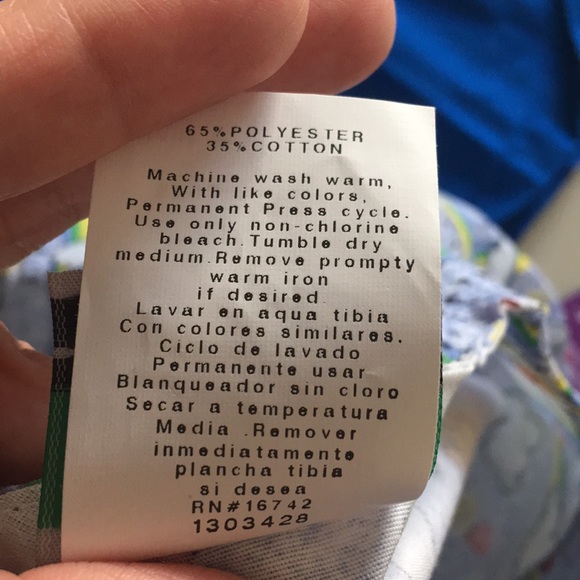 65%POLYESTER
35%COTTON
Machine wash warm,
With like colors,
Permanent Press cycle.
Use only non-chlorine
bleach.Tumble dry
medium.Remove prompty
warm iron
if desired
Lavar en aqua tibia
Con colores similares.
Ciclo de lavado
Permanente usar
Blanqueador sin cloro
Secar a temperatura
Media .Remover
inmediatamente
plancha tibia
si desea
RN#16742
1303428